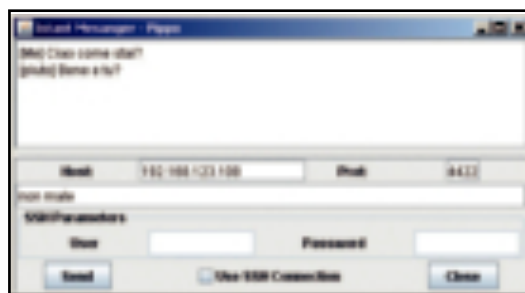 Instant Messenger - Pippo
[Me] Ciao come stai?
[pluto] Bene e tu?
Host: 192.168.123.100 Port: 4422
non male
SSH Parameters
User Password
Send Use SSH Connection Close